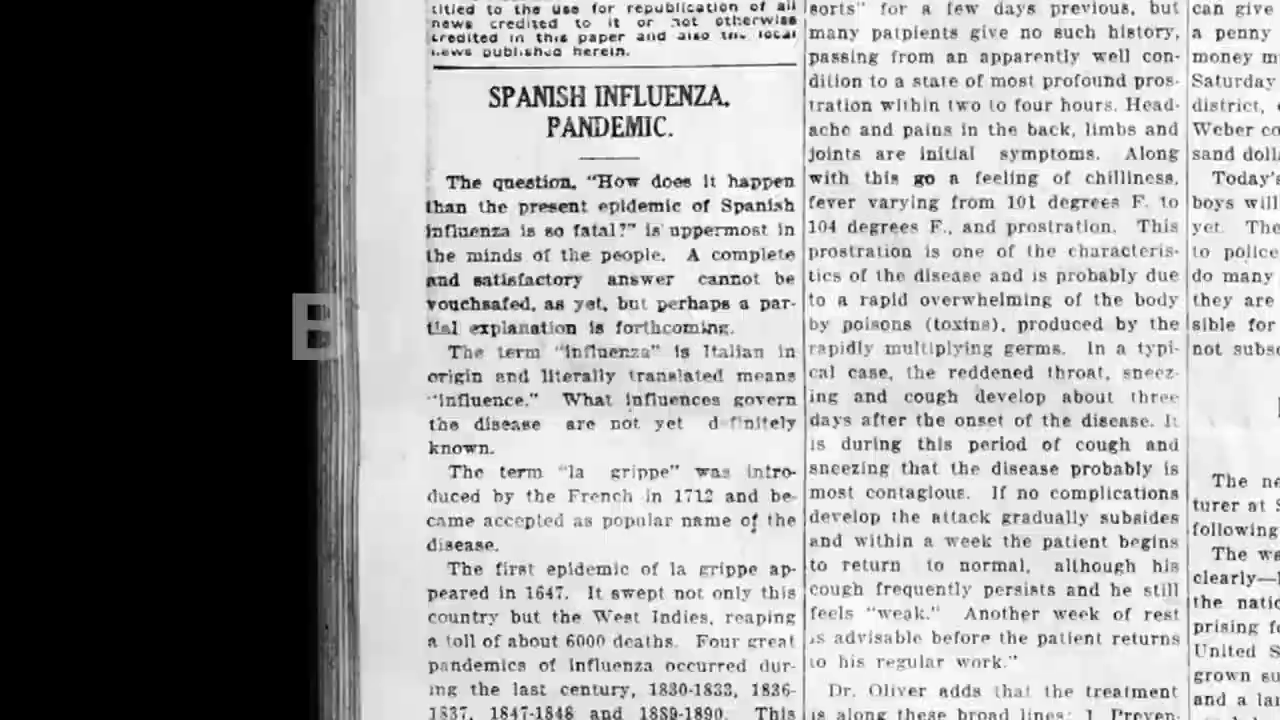 titled to the use for republication of all
news credited to it or not otherwise
credited in this paper and also the local
news published herein.
SPANISH INFLUENZA.
PANDEMIC.
The question, "How does it happen
than the present epidemic of Spanish
influenza is so fatal?" is uppermost in
the minds of the people. A complete
and satisfactory answer cannot be
vouchsafed, as yet, but perhaps a par-
tial explanation is forthcoming.
The term "influenza" is Italian in
origin and literally translated means
"influence." What influences govern
the disease are not yet definitely
known.
The term "la grippe" was intro-
duced by the French in 1712 and be-
came accepted as popular name of the
disease.
The first epidemic of la grippe ap-
peared in 1647. It swept not only this
country but the West Indies, reaping
a toll of about 6000 deaths. Four great
pandemics of influenza occurred dur-
ing the last century, 1830-1833, 1836-
1837, 1847-1848 and 1889-1890. This
sorts" for a few days previous, but
many patpients give no such history,
passing from an apparently well con-
dition to a state of most profound pros-
tration within two to four hours. Head-
ache and pains in the back, limbs and
joints are initial symptoms. Along
with this go a feeling of chilliness,
fever varying from 101 degrees F. to
104 degrees F., and prostration. This
prostration is one of the characteris-
tics of the disease and is probably due
to a rapid overwhelming of the body
by poisons (toxins), produced by the
rapidly multiplying germs. In a typi-
cal case, the reddened throat, sneez-
ing and cough develop about three
days after the onset of the disease. It
is during this period of cough and
sneezing that the disease probably is
most contagious. If no complications
develop the attack gradually subsides
and within a week the patient begins
to return to normal, although his
cough frequently persists and he still
feels "weak." Another week of rest
is advisable before the patient returns
to his regular work."
Dr. Oliver adds that the treatment
is along these broad lines: 1. Preven-
can give
a penny
money
Saturday
district,
Weber
sand
Today's
boys will
yet. The
to police
do many
they are
sible for
not
The
turer at
following
The
clearly—
the
prising
United
grown
and a